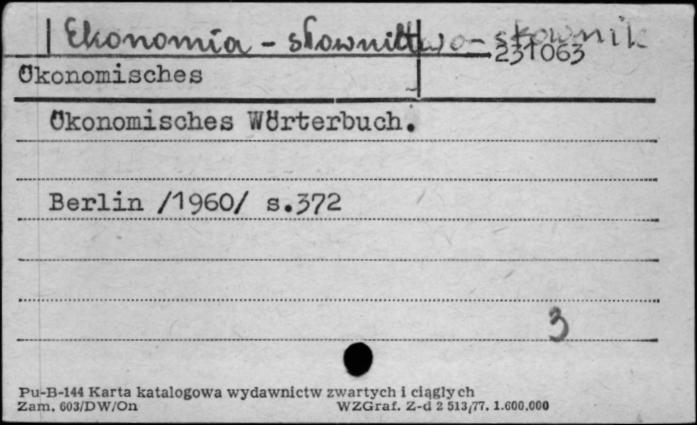 Ekonomia - słownictwo - słownik
231063
Ökonomisches
Ökonomisches Wörterbuch.
Berlin /1960/ s.372
3
Pu-B-144 Karta katalogowa wydawnictw zwartych i ciągłych
Zam. 603/DW/On WZGraf. Z-d 2 513/77. 1.600.000